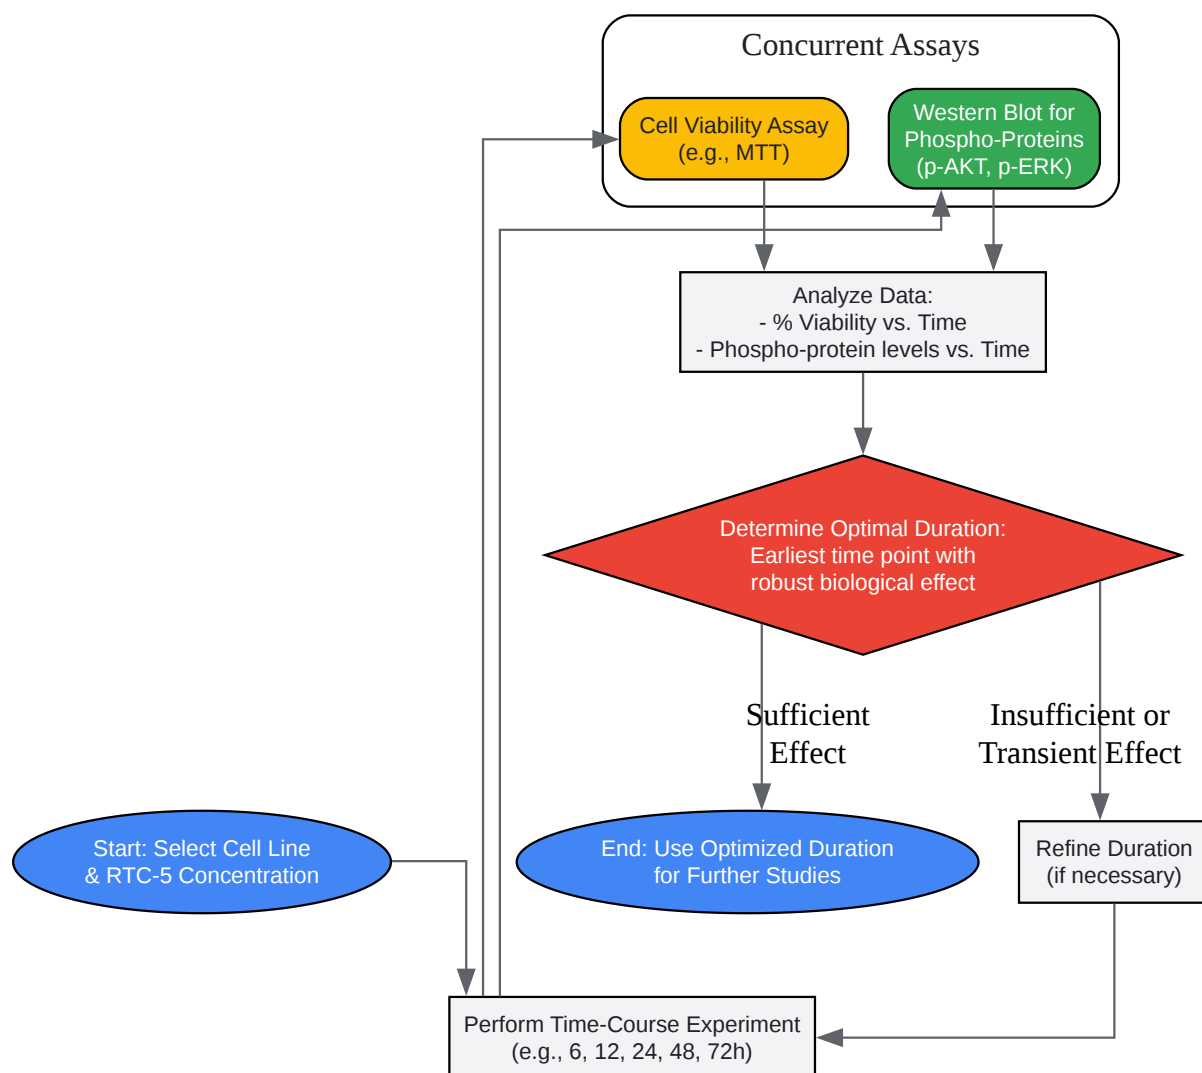 Concurrent Assays
Cell Viability Assay
(e.g., MTT)
Western Blot for
Phospho-Proteins
(p-AKT, p-ERK)
Analyze Data:
- % Viability vs. Time
- Phospho-protein levels vs. Time
Determine Optimal Duration:
Earliest time point with
robust biological effect
Sufficient
Effect
Insufficient or
Transient Effect
Start: Select Cell Line
& RTC-5 Concentration
End: Use Optimized Duration
for Further Studies
Refine Duration
(if necessary)
Perform Time-Course Experiment
(e.g., 6, 12, 24, 48, 72h)